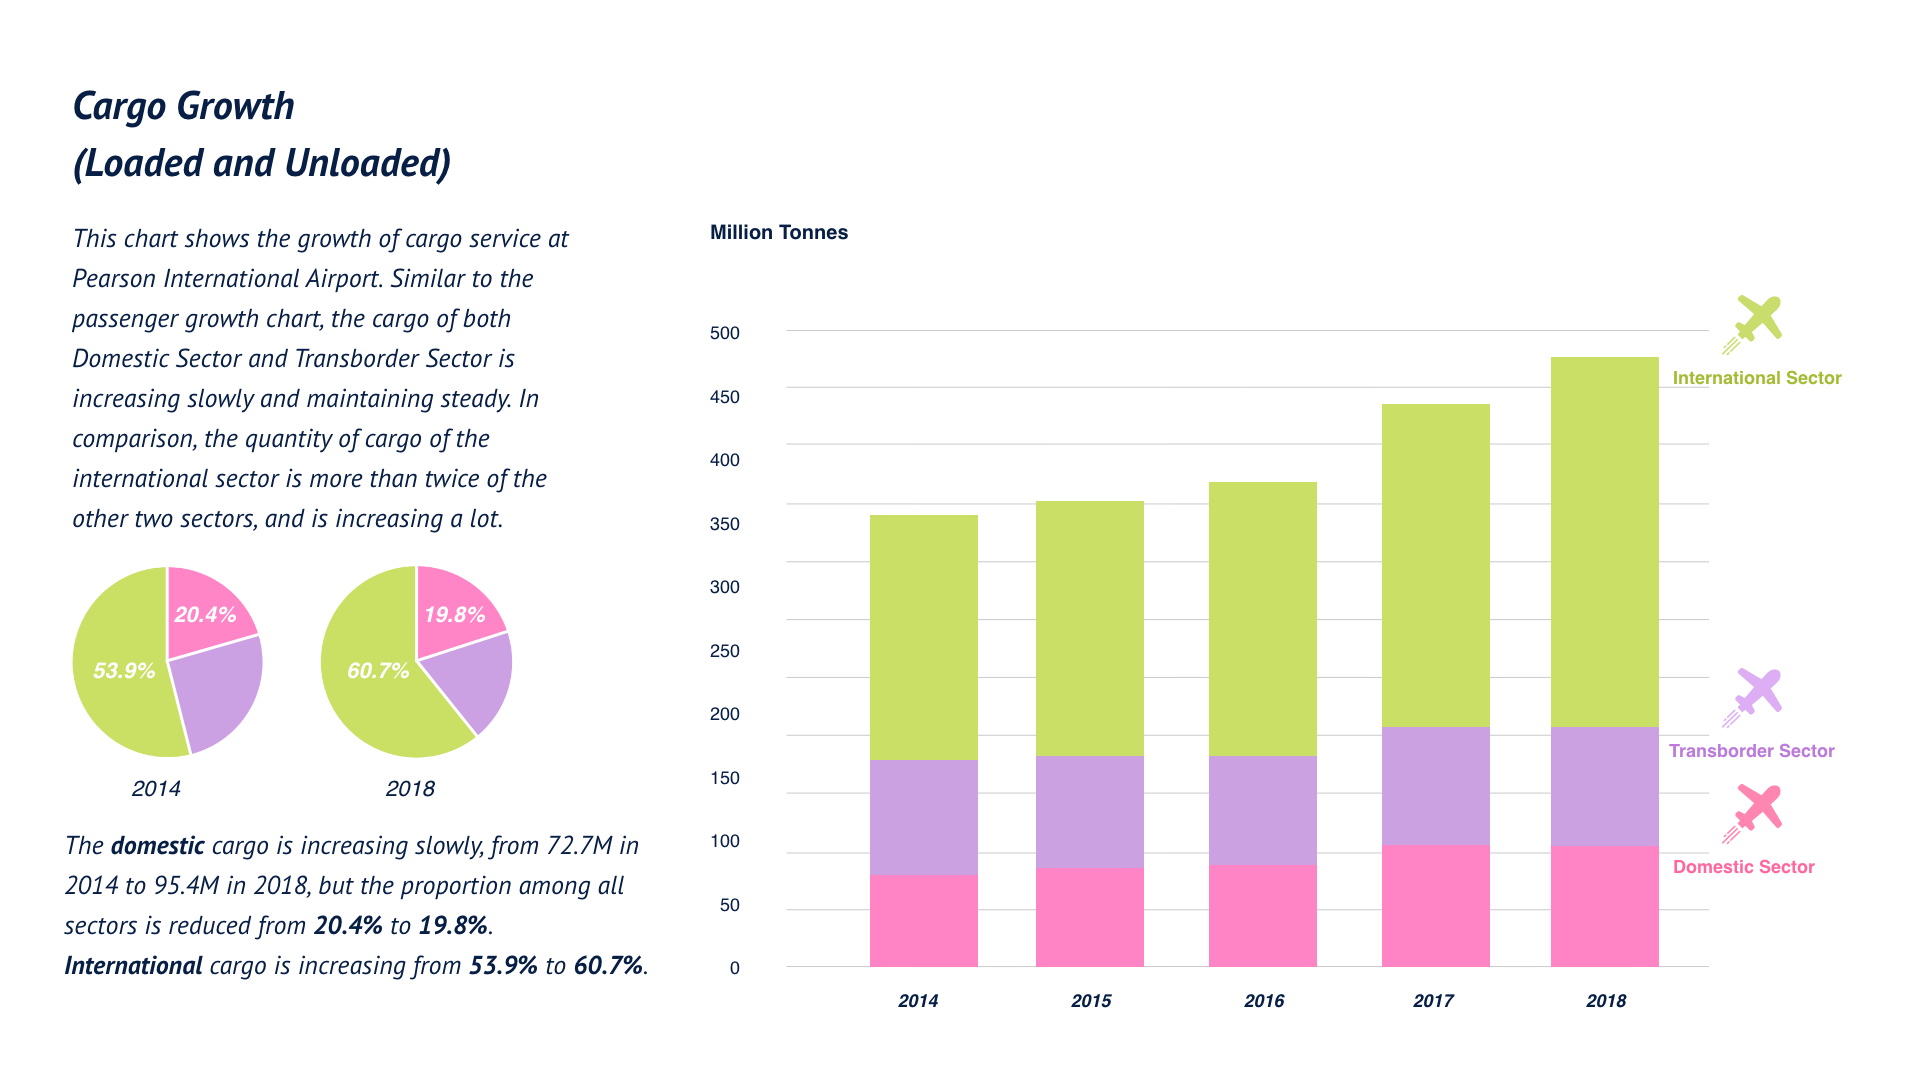 Cargo Growth
(Loaded and Unloaded)
This chart shows the growth of cargo service at
Pearson International Airport. Similar to the
passenger growth chart, the cargo of both
Domestic Sector and Transborder Sector is
increasing slowly and maintaining steady. In
comparison, the quantity of cargo of the
international sector is more than twice of the
other two sectors, and is increasing a lot.
20.4%
53.9%
2014
19.8%
60.7%
2018
The domestic cargo is increasing slowly, from 72.7M in
2014 to 95.4M in 2018, but the proportion among all
sectors is reduced from 20.4% to 19.8%.
International cargo is increasing from 53.9% to 60.7%.
Million Tonnes
500
450
400
350
300
250
200
150
100
50
0
2014
2015
2016
2017
2018
International Sector
Transborder Sector
Domestic Sector